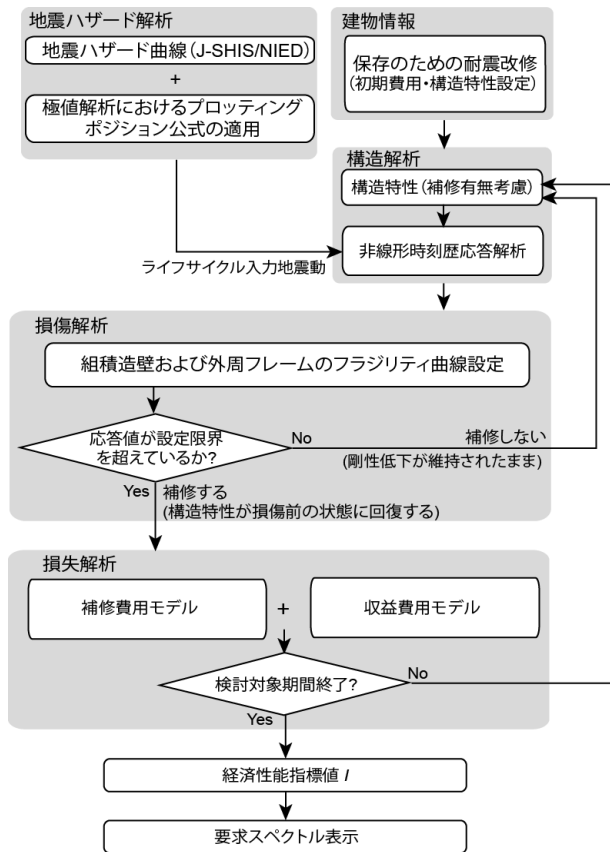 地震ハザード解析
地震ハザード曲線(J-SHIS/NIED)
+
極値解析におけるプロッティング
ポジション公式の適用
建物情報
保存のための耐震改修
(初期費用・構造特性設定)
構造解析
構造特性(補修有無考慮)
非線形時刻歴応答解析
ライフサイクル入力地震動
損傷解析
組積造壁および外周フレームのフラジリティ曲線設定
応答値が設定限界
を超えているか?
No
補修しない
(剛性低下が維持されたまま)
Yes
補修する
(構造特性が損傷前の状態に回復する)
損失解析
補修費用モデル
+
収益費用モデル
検討対象期間終了?
No
Yes
経済性能指標値 I
要求スペクトル表示